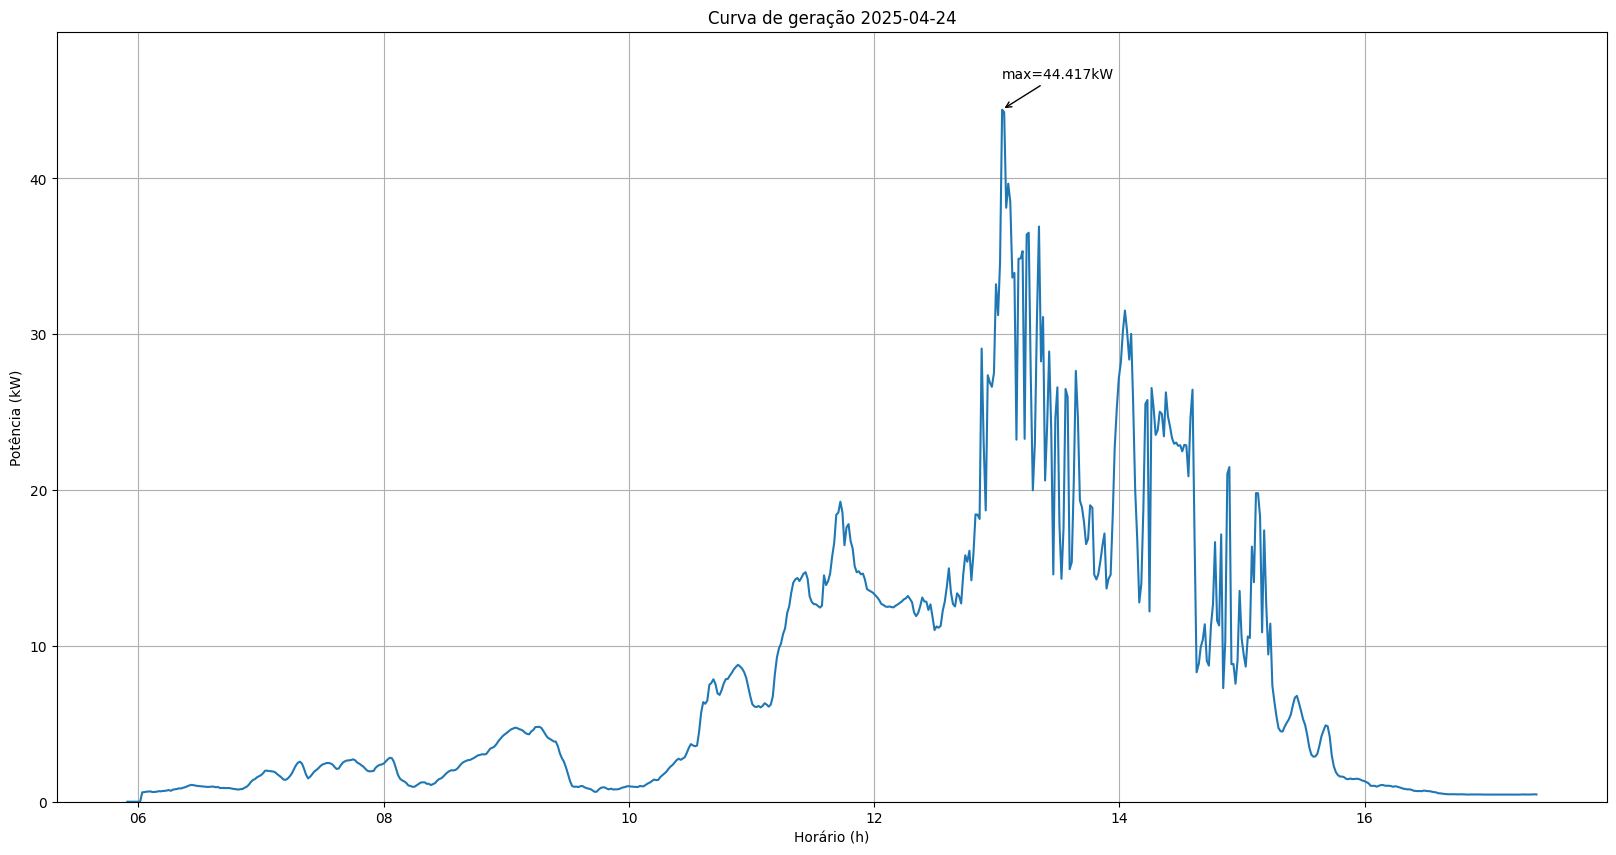 Curva de geração 2025-04-24
max=44.417kW
Potência (kW)
40
30
20
10
0
06 08 10 12 14 16
Horário (h)